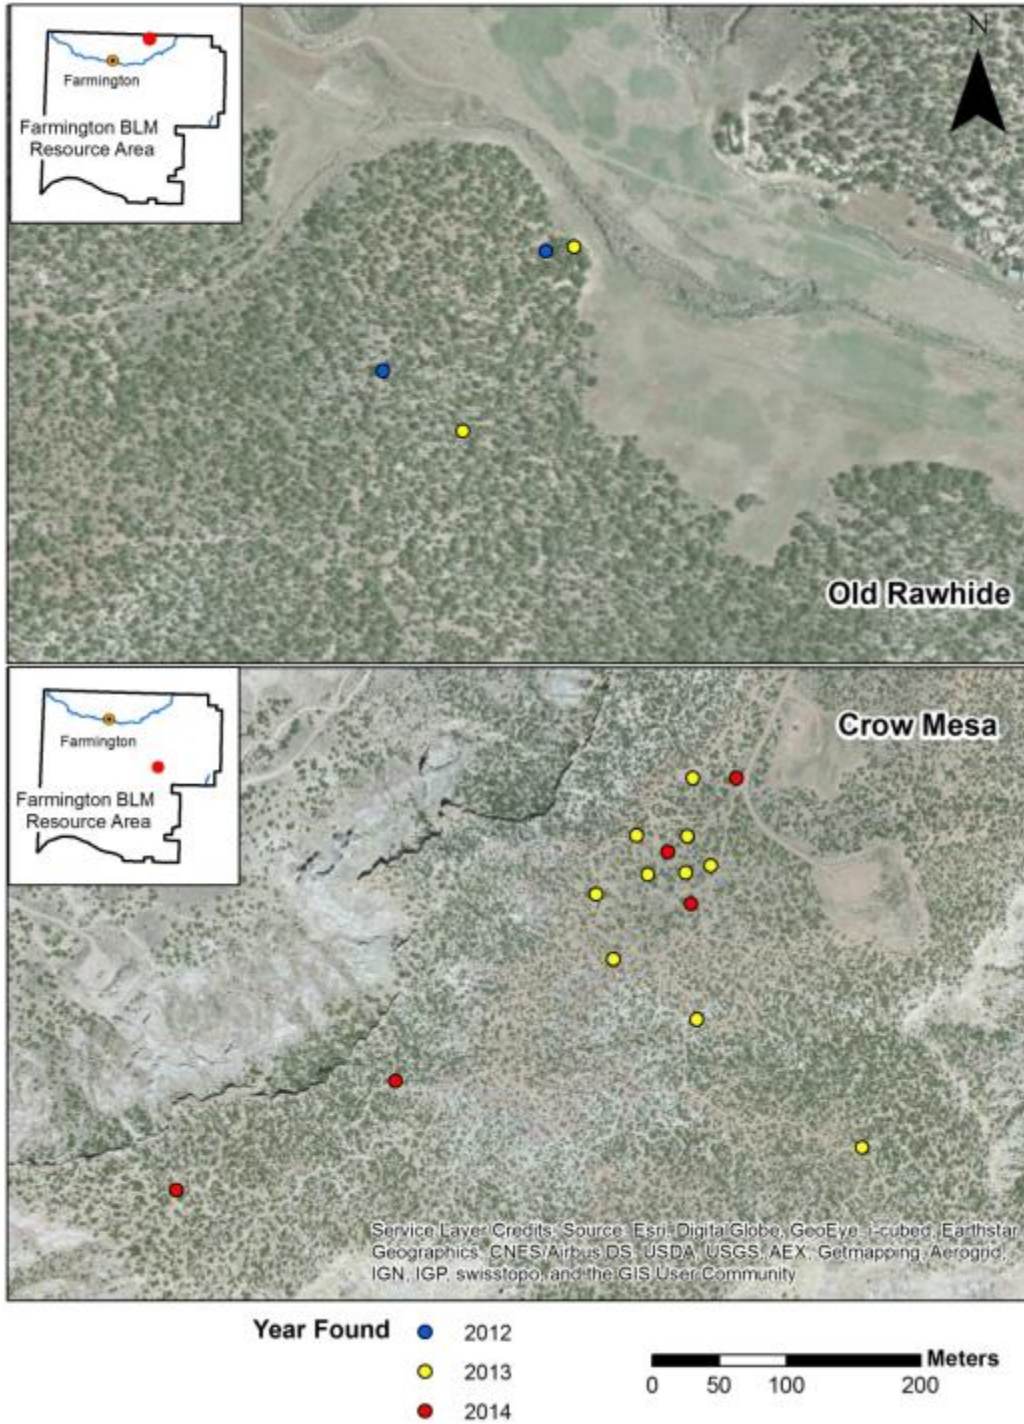 N
Farmington
Farmington BLM
Resource Area
Old Rawhide
Farmington
Farmington BLM
Resource Area
Crow Mesa
Service Layer Credits: Source: Esri, DigitalGlobe, GeoEye, i-cubed, Earthstar
Geographics, CNES/Airbus DS, USDA, USGS, AEX, Getmapping, Aerogrid,
IGN, IGP, swisstopo, and the GIS User Community
Year Found
2012
2013
2014
Meters
0 50 100 200